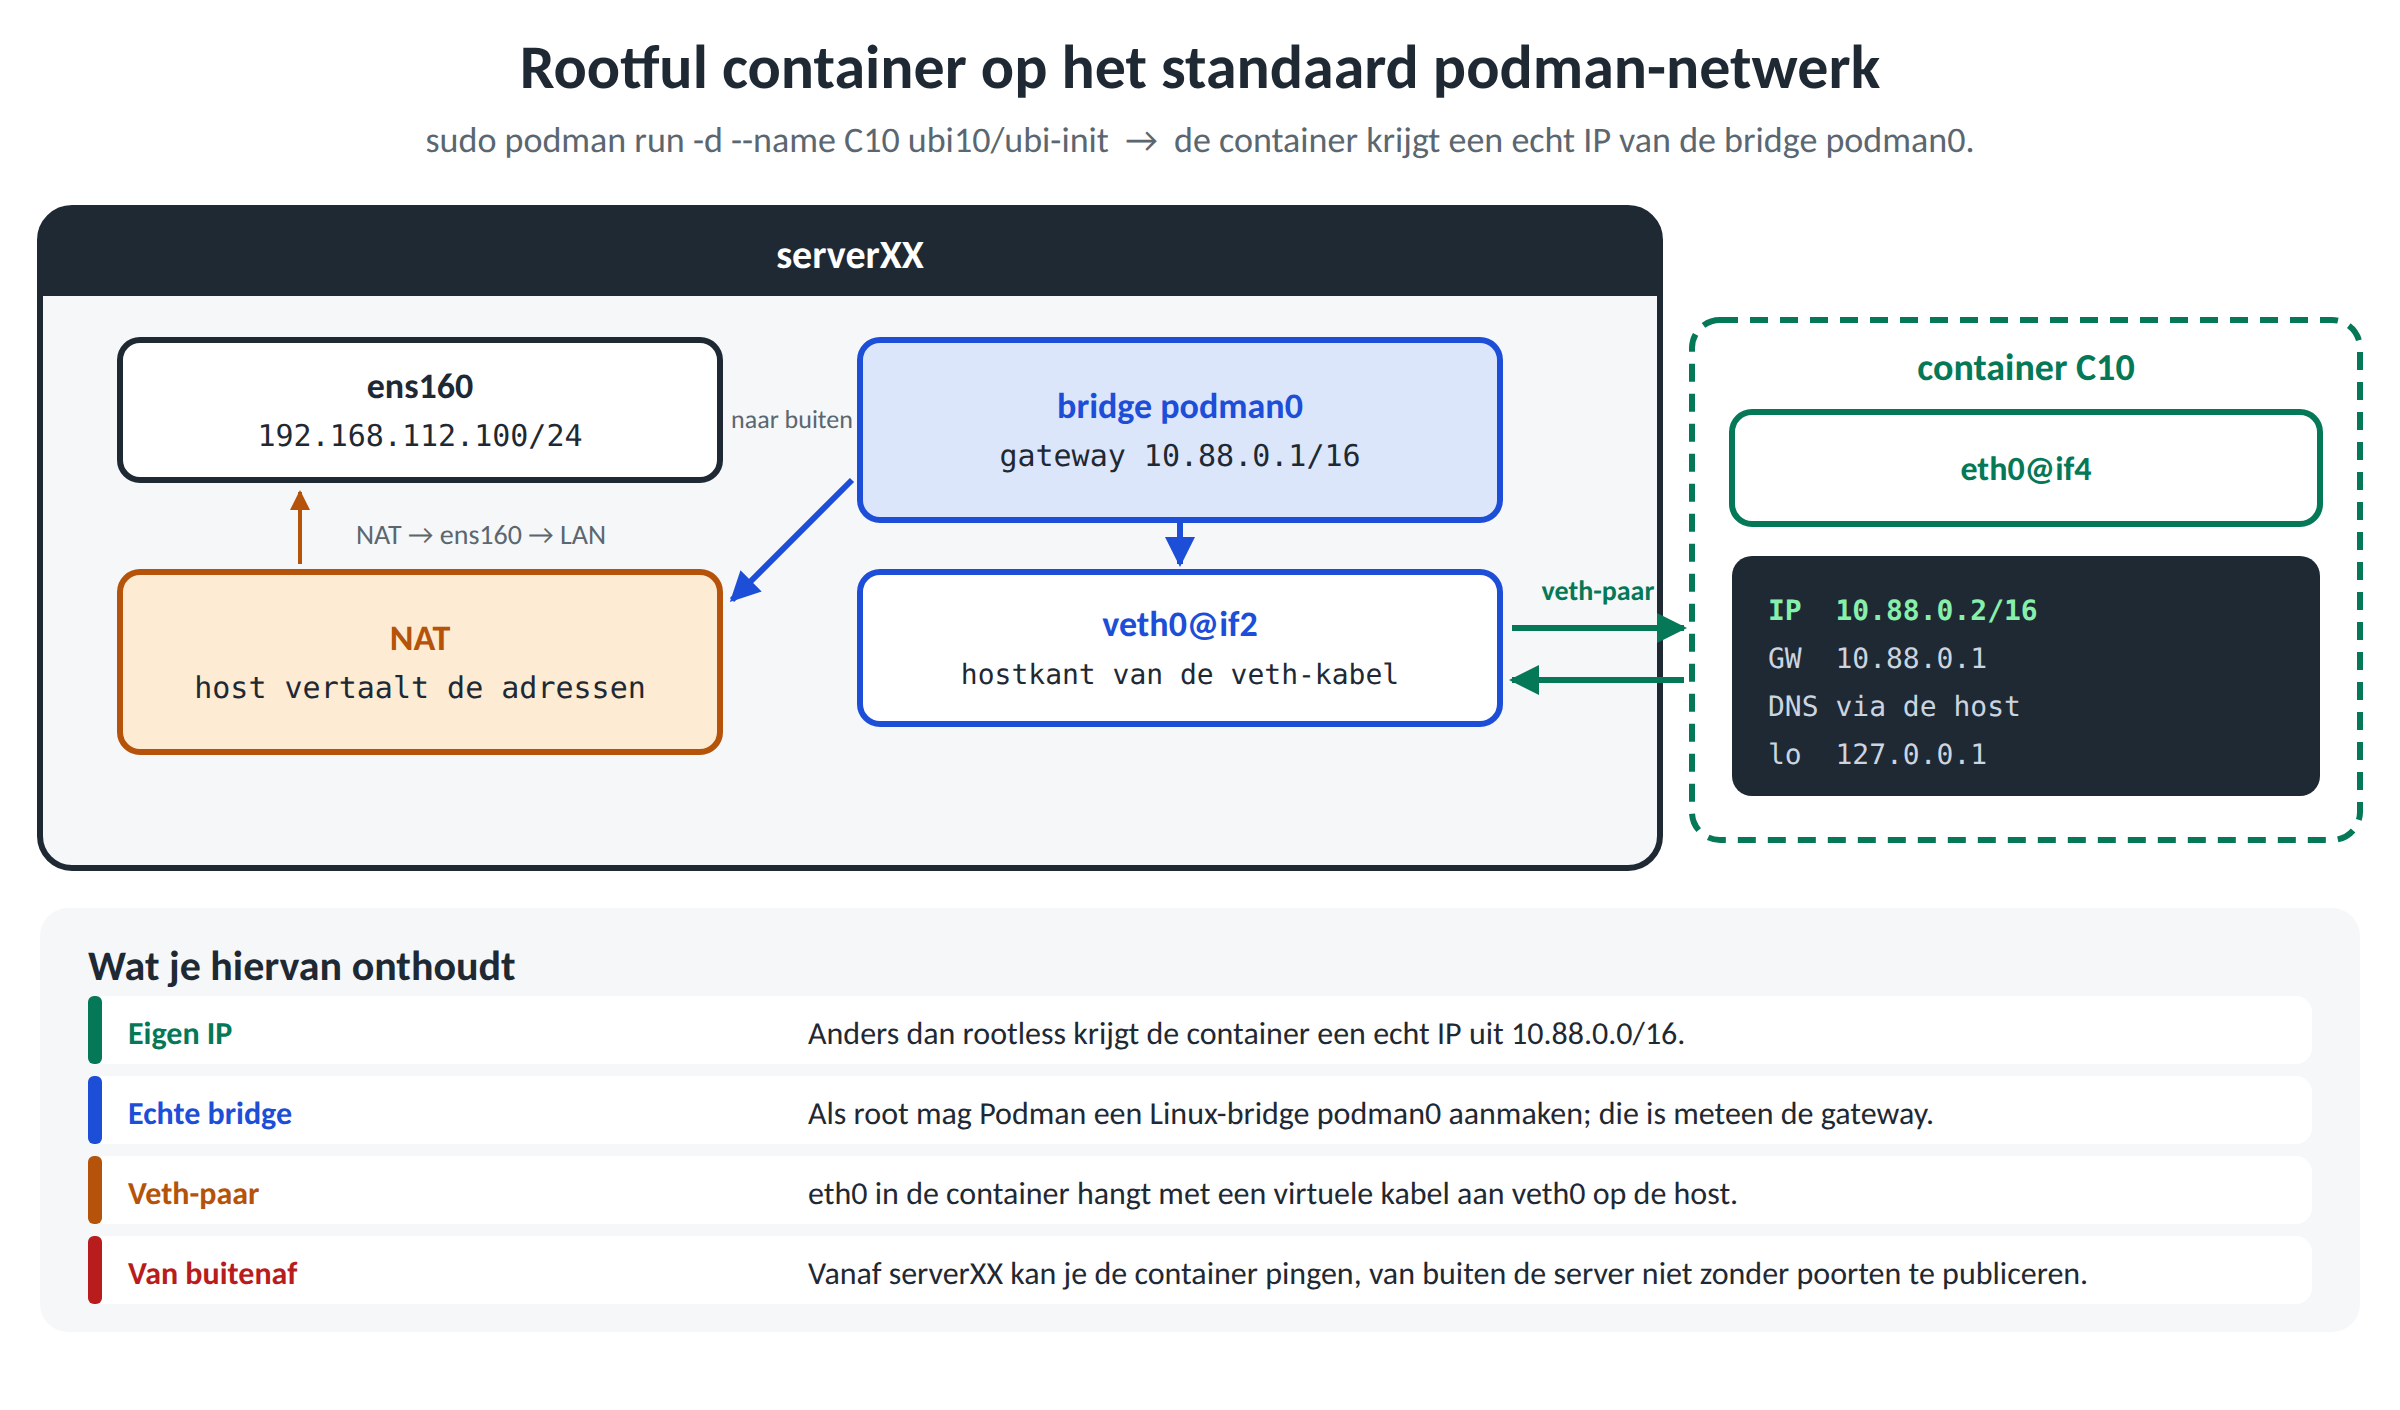 Rootful container op het standaard podman-netwerk
sudo podman run -d --name C10 ubi10/ubi-init → de container krijgt een echt IP van de bridge podman0.
serverXX
ens160
192.168.112.100/24
naar buiten
bridge podman0
gateway 10.88.0.1/16
NAT → ens160 → LAN
NAT
host vertaalt de adressen
veth0@if2
hostkant van de veth-kabel
veth-paar
container C10
eth0@if4
IP 10.88.0.2/16
GW 10.88.0.1
DNS via de host
lo 127.0.0.1
Wat je hiervan onthoudt
Eigen IP Anders dan rootless krijgt de container een echt IP uit 10.88.0.0/16.
Echte bridge Als root mag Podman een Linux-bridge podman0 aanmaken; die is meteen de gateway.
Veth-paar eth0 in de container hangt met een virtuele kabel aan veth0 op de host.
Van buitenaf Vanaf serverXX kan je de container pingen, van buiten de server niet zonder poorten te publiceren.